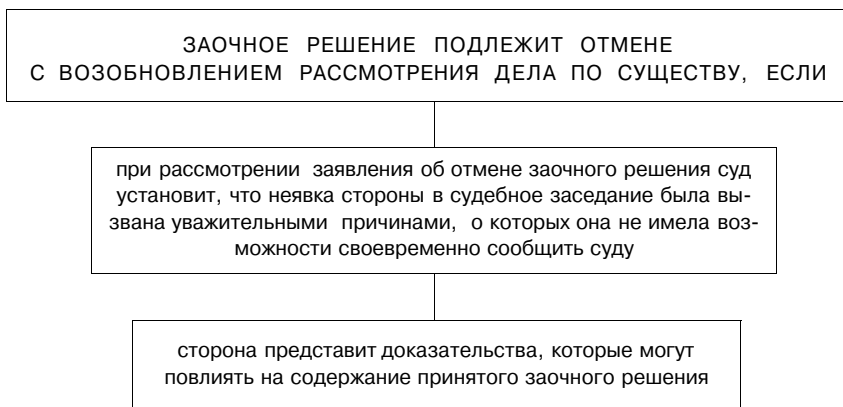 ЗАОЧНОЕ РЕШЕНИЕ ПОДЛЕЖИТ ОТМЕНЕ
С ВОЗОБНОВЛЕНИЕМ РАССМОТРЕНИЯ ДЕЛА ПО СУЩЕСТВУ, ЕСЛИ
при рассмотрении заявления об отмене заочного решения суд
установит, что неявка стороны в судебное заседание была вы-
звана уважительными причинами, о которых она не имела воз-
можности своевременно сообщить суду
сторона представит доказательства, которые могут
повлиять на содержание принятого заочного решения